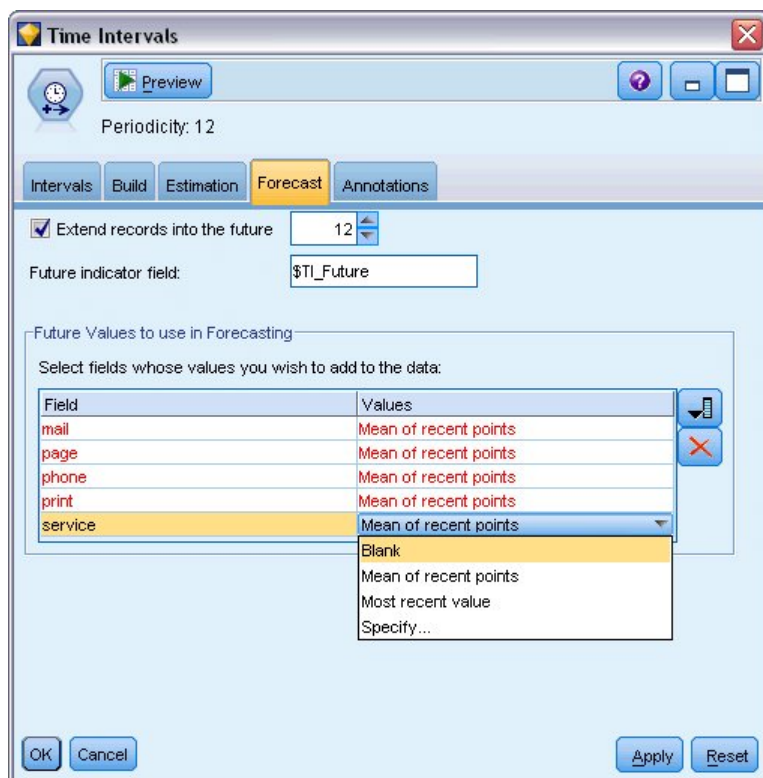 Time Intervals
Preview
Periodicity: 12
Intervals Build Estimation Forecast Annotations
Extend records into the future 12
Future indicator field: $TI_Future
Future Values to use in Forecasting
Select fields whose values you wish to add to the data:
Field Values
mail Mean of recent points
page Mean of recent points
phone Mean of recent points
print Mean of recent points
service Mean of recent points
Blank
Mean of recent points
Most recent value
Specify...
OK Cancel Apply Reset